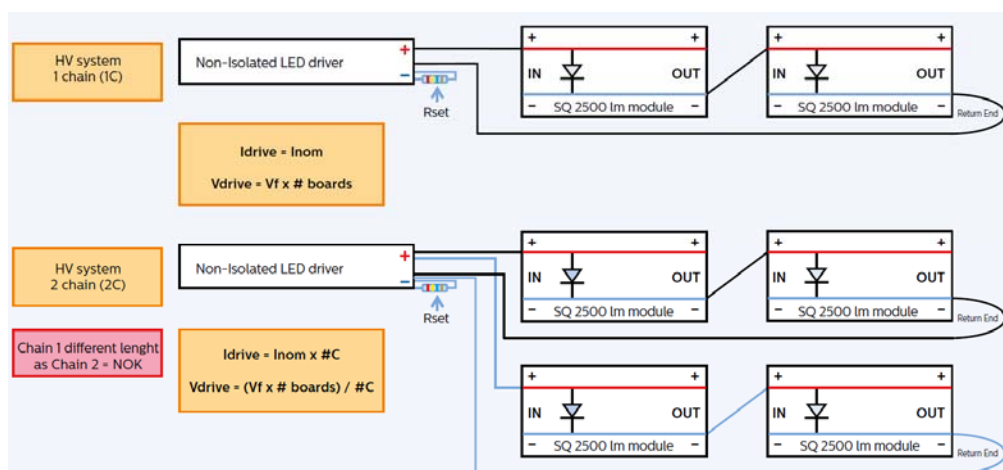 HV system
1 chain (1C)
Non-Isolated LED driver
+
−
Rset
+ +
IN OUT
− −
SQ 2500 lm module
+ +
IN OUT
− −
SQ 2500 lm module
Return End
Idrive = Inom
Vdrive = Vf x # boards
HV system
2 chain (2C)
Non-Isolated LED driver
+
−
Rset
+ +
IN OUT
− −
SQ 2500 lm module
+ +
IN OUT
− −
SQ 2500 lm module
Return End
Chain 1 different lenght
as Chain 2 = NOK
Idrive = Inom x #C
Vdrive = (Vf x # boards) / #C
+ +
IN OUT
− −
SQ 2500 lm module
+ +
IN OUT
− −
SQ 2500 lm module
Return End